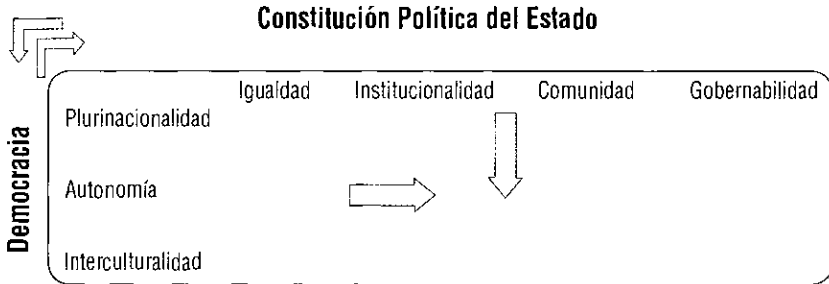 Constitución Política del Estado
Igualdad Institucionalidad Comunidad Gobernabilidad
Plurinacionalidad
Autonomía
Interculturalidad
Democracia